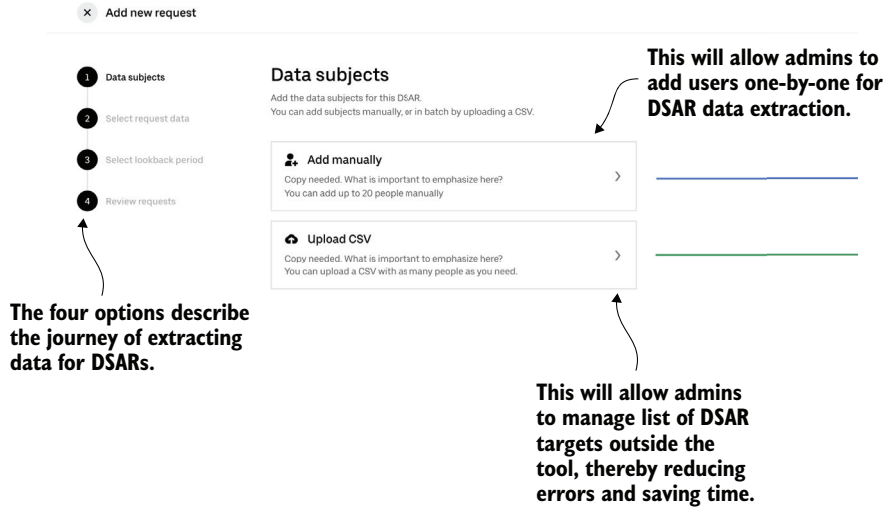 Add new request
This will allow admins to
add users one-by-one for
DSAR data extraction.
1 Data subjects
2 Select request data
3 Select lookback period
4 Review requests
Data subjects
Add the data subjects for this DSAR.
You can add subjects manually, or in batch by uploading a CSV.
Add manually
Copy needed. What is important to emphasize here?
You can add up to 20 people manually
Upload CSV
Copy needed. What is important to emphasize here?
You can upload a CSV with as many people as you need.
The four options describe
the journey of extracting
data for DSARs.
This will allow admins
to manage list of DSAR
targets outside the
tool, thereby reducing
errors and saving time.